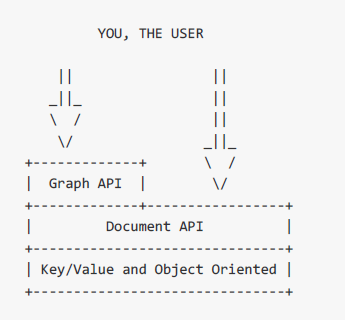 YOU, THE USER
Graph API
Document API
Key/Value and Object Oriented